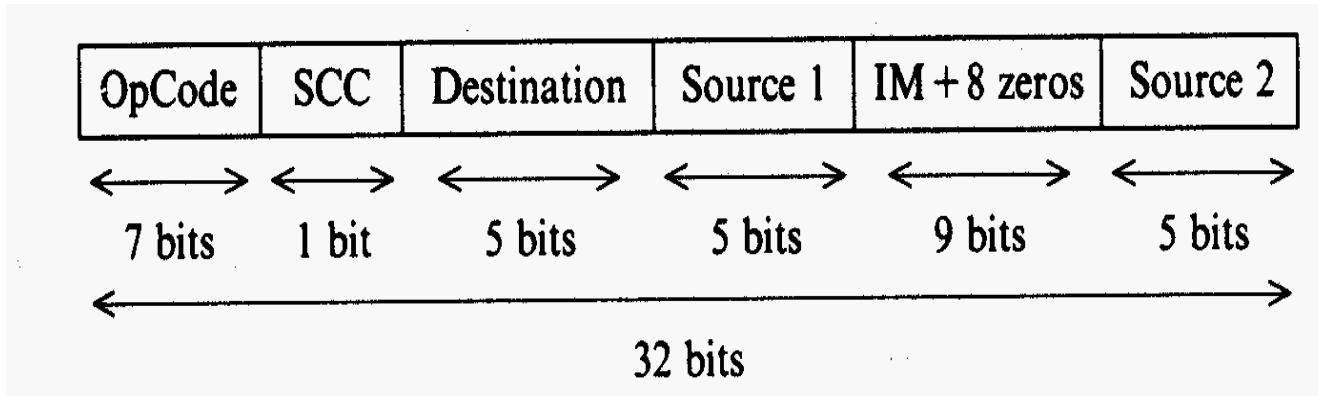 OpCode SCC Destination Source 1 IM + 8 zeros Source 2
7 bits 1 bit 5 bits 5 bits 9 bits 5 bits
32 bits